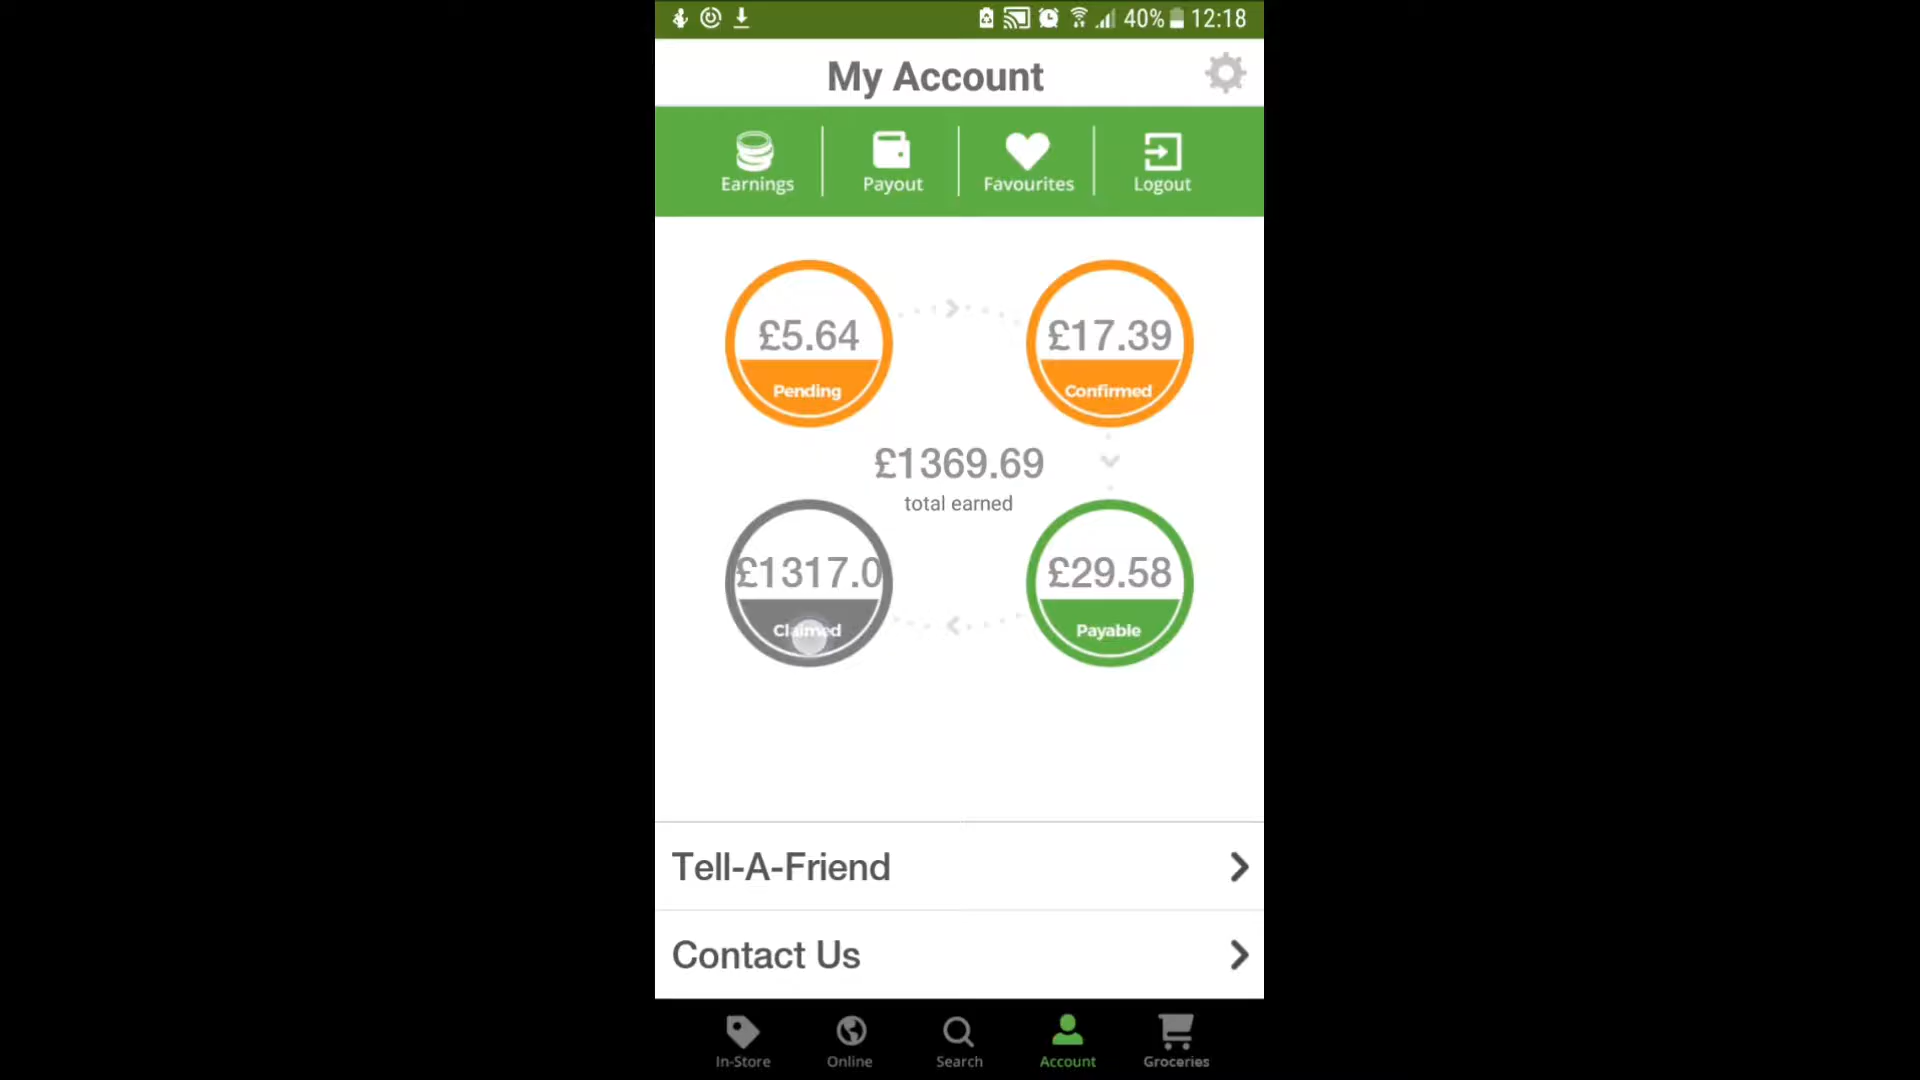 40% 12:18
My Account
Earnings Payout Favourites Logout
£5.64 £17.39
Pending Confirmed
£1369.69
total earned
£1317.0 £29.58
Claimed Payable
Tell-A-Friend
Contact Us
In-Store Online Search Account Groceries